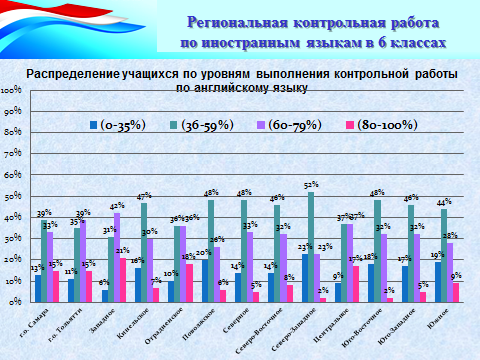 Региональная контрольная работа
по иностранным языкам в 6 классах
Распределение учащихся по уровням выполнения контрольной работы
по английскому языку
(0-35%) (36-59%) (60-79%) (80-100%)
100%
90%
80%
70%
60%
50%
40%
30%
20%
10%
0%
13% 39% 33% 15%
11% 35% 39% 15%
6% 31% 42% 21%
16% 47% 30% 7%
10% 36% 36% 18%
20% 48% 26% 6%
14% 48% 33% 5%
14% 46% 32% 8%
23% 52% 23% 2%
9% 37% 37% 17%
18% 48% 32% 2%
17% 46% 32% 5%
19% 44% 28% 9%
г.о. Самара
г.о. Тольятти
Западное
Кинельское
Отрадненское
Поволжское
Северное
Северо-Восточное
Северо-Западное
Центральное
Юго-Восточное
Юго-Западное
Южное